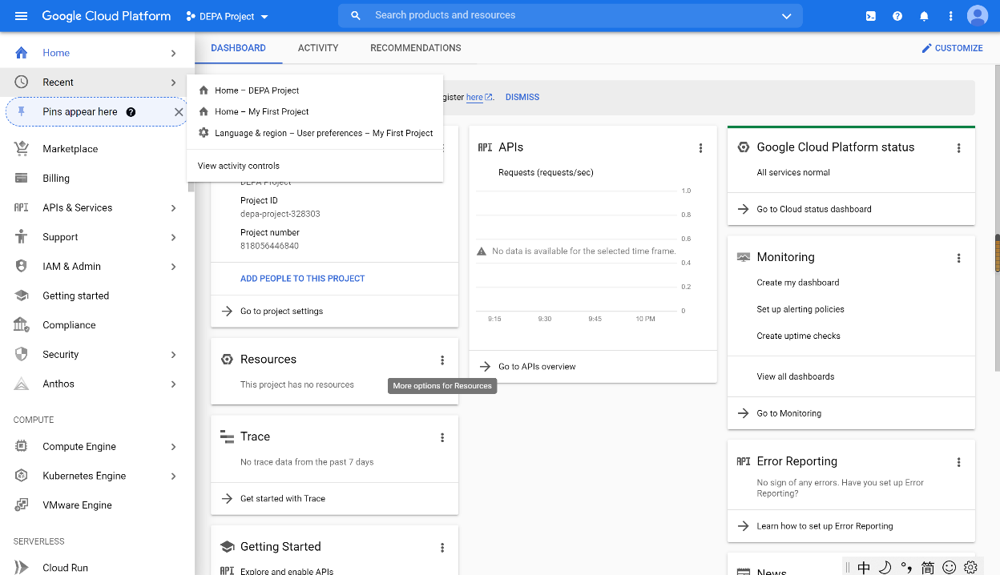 Google Cloud Platform
DEPA Project
Search products and resources
Home
Recent
Pins appear here
Marketplace
Billing
APIs & Services
Support
IAM & Admin
Getting started
Compliance
Security
Anthos
COMPUTE
Compute Engine
Kubernetes Engine
VMware Engine
SERVERLESS
Cloud Run
Home – DEPA Project
Home – My First Project
Language & region – User preferences – My First Project
View activity controls
DASHBOARD
ACTIVITY
RECOMMENDATIONS
CUSTOMIZE
here
DISMISS
DEPA Project
Project ID
depa-project-328303
Project number
818056446840
ADD PEOPLE TO THIS PROJECT
Go to project settings
Resources
This project has no resources
More options for Resources
Trace
No trace data from the past 7 days
Get started with Trace
Getting Started
API Explore and enable APIs
API APIs
Requests (requests/sec)
1.0
0.8
0.6
No data is available for the selected time frame.
0.4
0.2
0
9:15 9:30 9:45 10 PM
Go to APIs overview
Google Cloud Platform status
All services normal
Go to Cloud status dashboard
Monitoring
Create my dashboard
Set up alerting policies
Create uptime checks
View all dashboards
Go to Monitoring
API Error Reporting
No sign of any errors. Have you set up Error
Reporting?
Learn how to set up Error Reporting
News
中 简